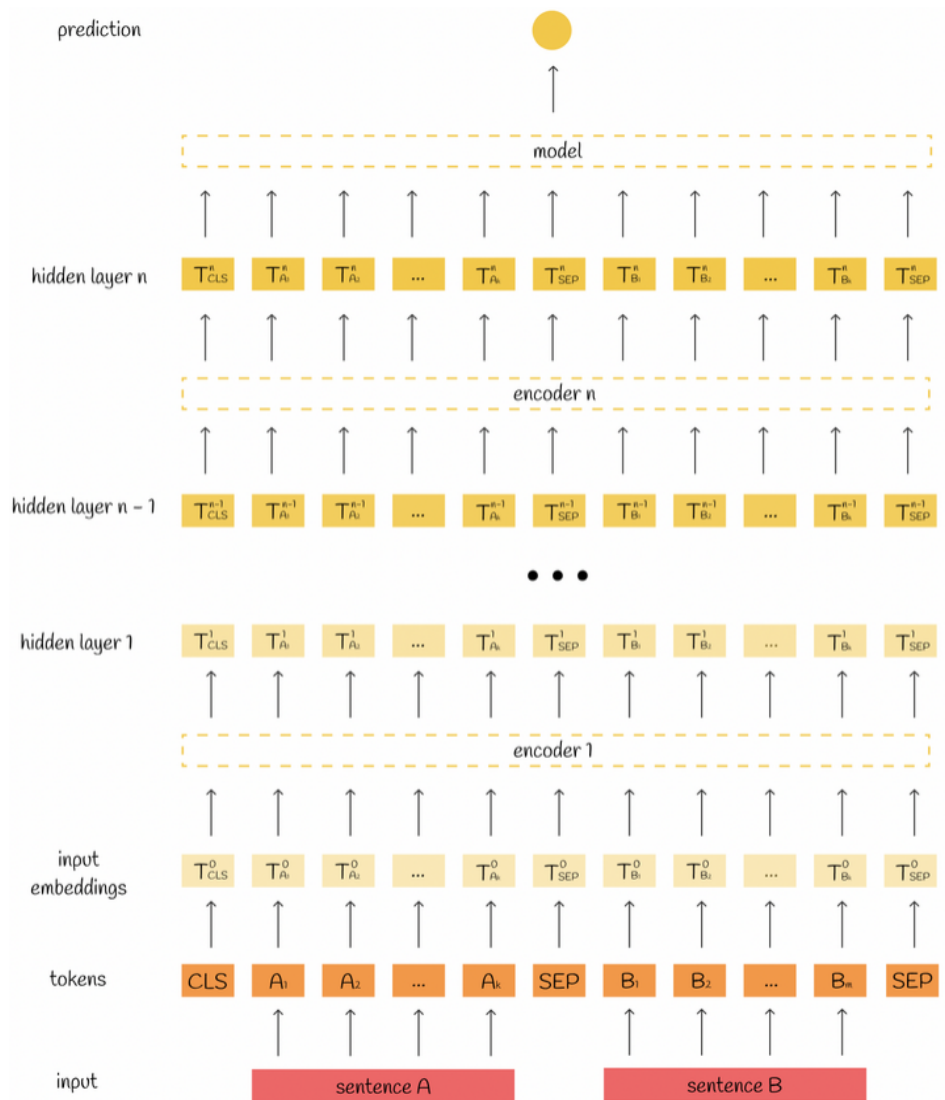 prediction
model
hidden layer n T^n_CLS T^n_A₁ T^n_A₂ ... T^n_Aₖ T^n_SEP T^n_B₁ T^n_B₂ ... T^n_Bₖ T^n_SEP
encoder n
hidden layer n - 1 T^n-1_CLS T^n-1_A₁ T^n-1_A₂ ... T^n-1_Aₖ T^n-1_SEP T^n-1_B₁ T^n-1_B₂ ... T^n-1_Bₖ T^n-1_SEP
• • •
hidden layer 1 T^1_CLS T^1_A₁ T^1_A₂ ... T^1_Aₖ T^1_SEP T^1_B₁ T^1_B₂ ... T^1_Bₖ T^1_SEP
encoder 1
input
embeddings T^0_CLS T^0_A₁ T^0_A₂ ... T^0_Aₖ T^0_SEP T^0_B₁ T^0_B₂ ... T^0_Bₖ T^0_SEP
tokens CLS A₁ A₂ ... Aₖ SEP B₁ B₂ ... Bₘ SEP
input sentence A sentence B